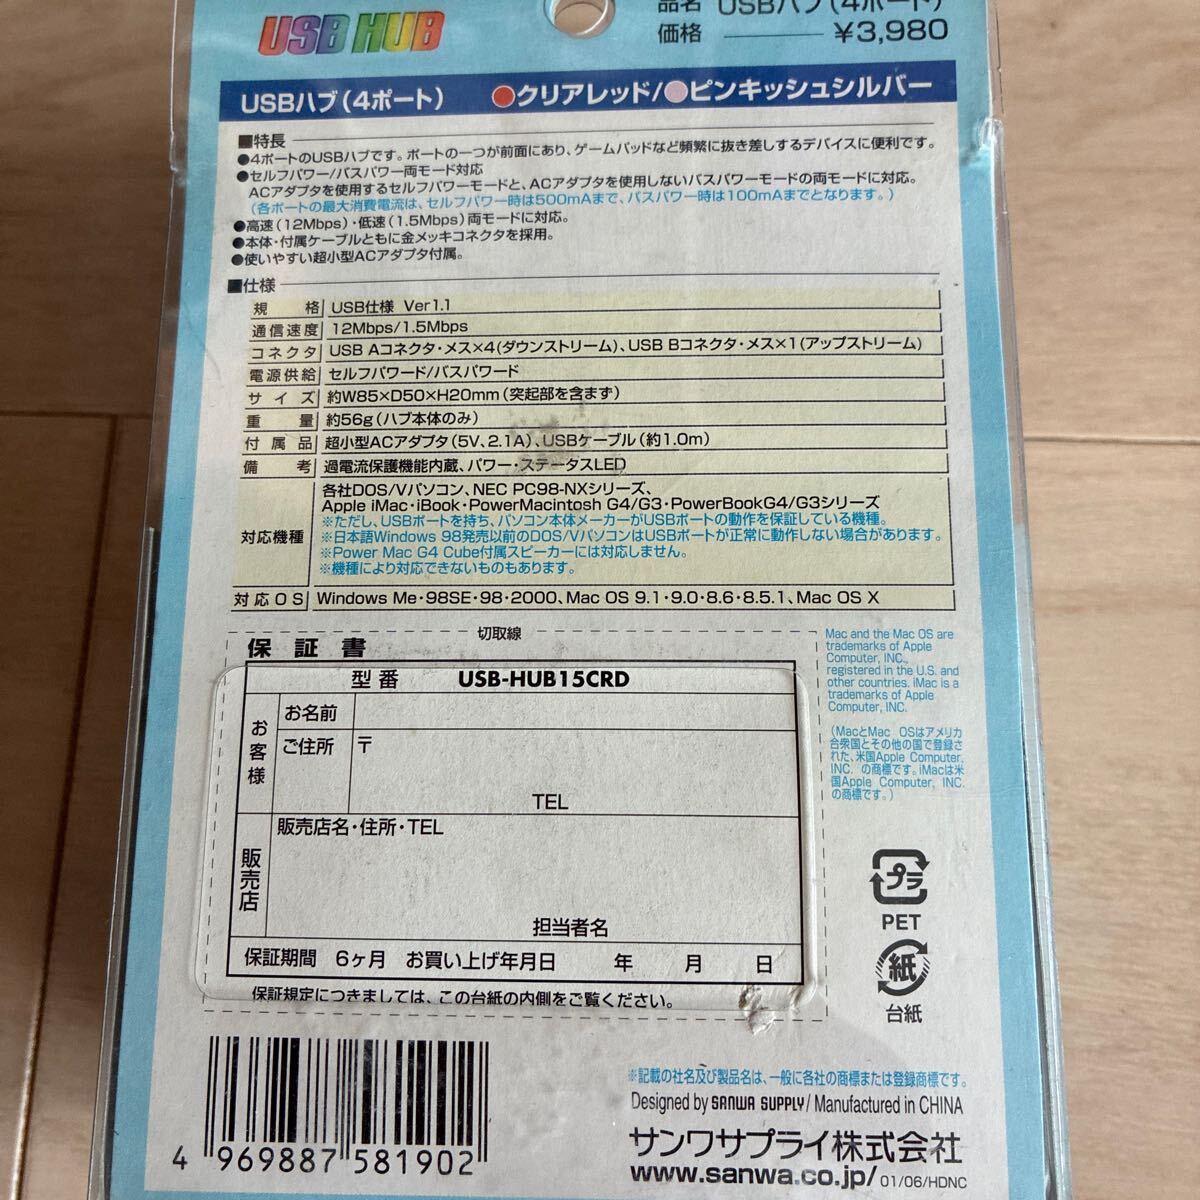 USB HUB
品名 USBハブ(4ポート)
価格 ¥3,980
USBハブ(4ポート) ●クリアレッド/●ピンキッシュシルバー
■特長
●4ポートのUSBハブです。ポートの一つが前面にあり、ゲームパッドなど頻繁に抜き差しするデバイスに便利です。
●セルフパワー/バスパワー両モード対応
ACアダプタを使用するセルフパワーモードと、ACアダプタを使用しないバスパワーモードの両モードに対応。
(各ポートの最大消費電流は、セルフパワー時は500mAまで、バスパワー時は100mAまでとなります。)
●高速(12Mbps)・低速(1.5Mbps)両モードに対応。
●本体・付属ケーブルともに金メッキコネクタを採用。
●使いやすい超小型ACアダプタ付属。
■仕様
規格 USB仕様 Ver1.1
通信速度 12Mbps/1.5Mbps
コネクタ USB Aコネクタ・メス×4(ダウンストリーム)、USB Bコネクタ・メス×1(アップストリーム)
電源供給 セルフパワード/バスパワード
サイズ 約W85×D50×H20mm(突起部を含まず)
重量 約56g(ハブ本体のみ)
付属品 超小型ACアダプタ(5V、2.1A)、USBケーブル(約1.0m)
備考 過電流保護機能内蔵、パワー・ステータスLED
対応機種 各社DOS/Vパソコン、NEC PC98-NXシリーズ、
Apple iMac・iBook・PowerMacintosh G4/G3・PowerBookG4/G3シリーズ
※ただし、USBポートを持ち、パソコン本体メーカーがUSBポートの動作を保証している機種。
※日本語Windows 98発売以前のDOS/VパソコンはUSBポートが正常に動作しない場合があります。
※Power Mac G4 Cube付属スピーカーには対応しません。
※機種により対応できないものもあります。
対応OS Windows Me・98SE・98・2000、Mac OS 9.1・9.0・8.6・8.5.1、Mac OS X
切取線
保証書
型番 USB-HUB15CRD
お客様
お名前
ご住所 〒
TEL
販売店
販売店名・住所・TEL
担当者名
保証期間 6ヶ月 お買い上げ年月日 年 月 日
保証規定につきましては、この台紙の内側をご覧ください。
Mac and the Mac OS are
trademarks of Apple
Computer, INC.,
registered in the U.S. and
other countries. iMac is a
trademarks of Apple
Computer, INC.
(MacとMac OSはアメリカ
合衆国とその他の国で登録さ
れた、米国Apple Computer,
INC. の商標です。iMacは米
国Apple Computer, INC.
の商標です。)
プラ
PET
紙
台紙
4 969887 581902
※記載の社名及び製品名は、一般に各社の商標または登録商標です。
Designed by SANWA SUPPLY / Manufactured in CHINA
サンワサプライ株式会社
www.sanwa.co.jp/ 01/06/HDNC